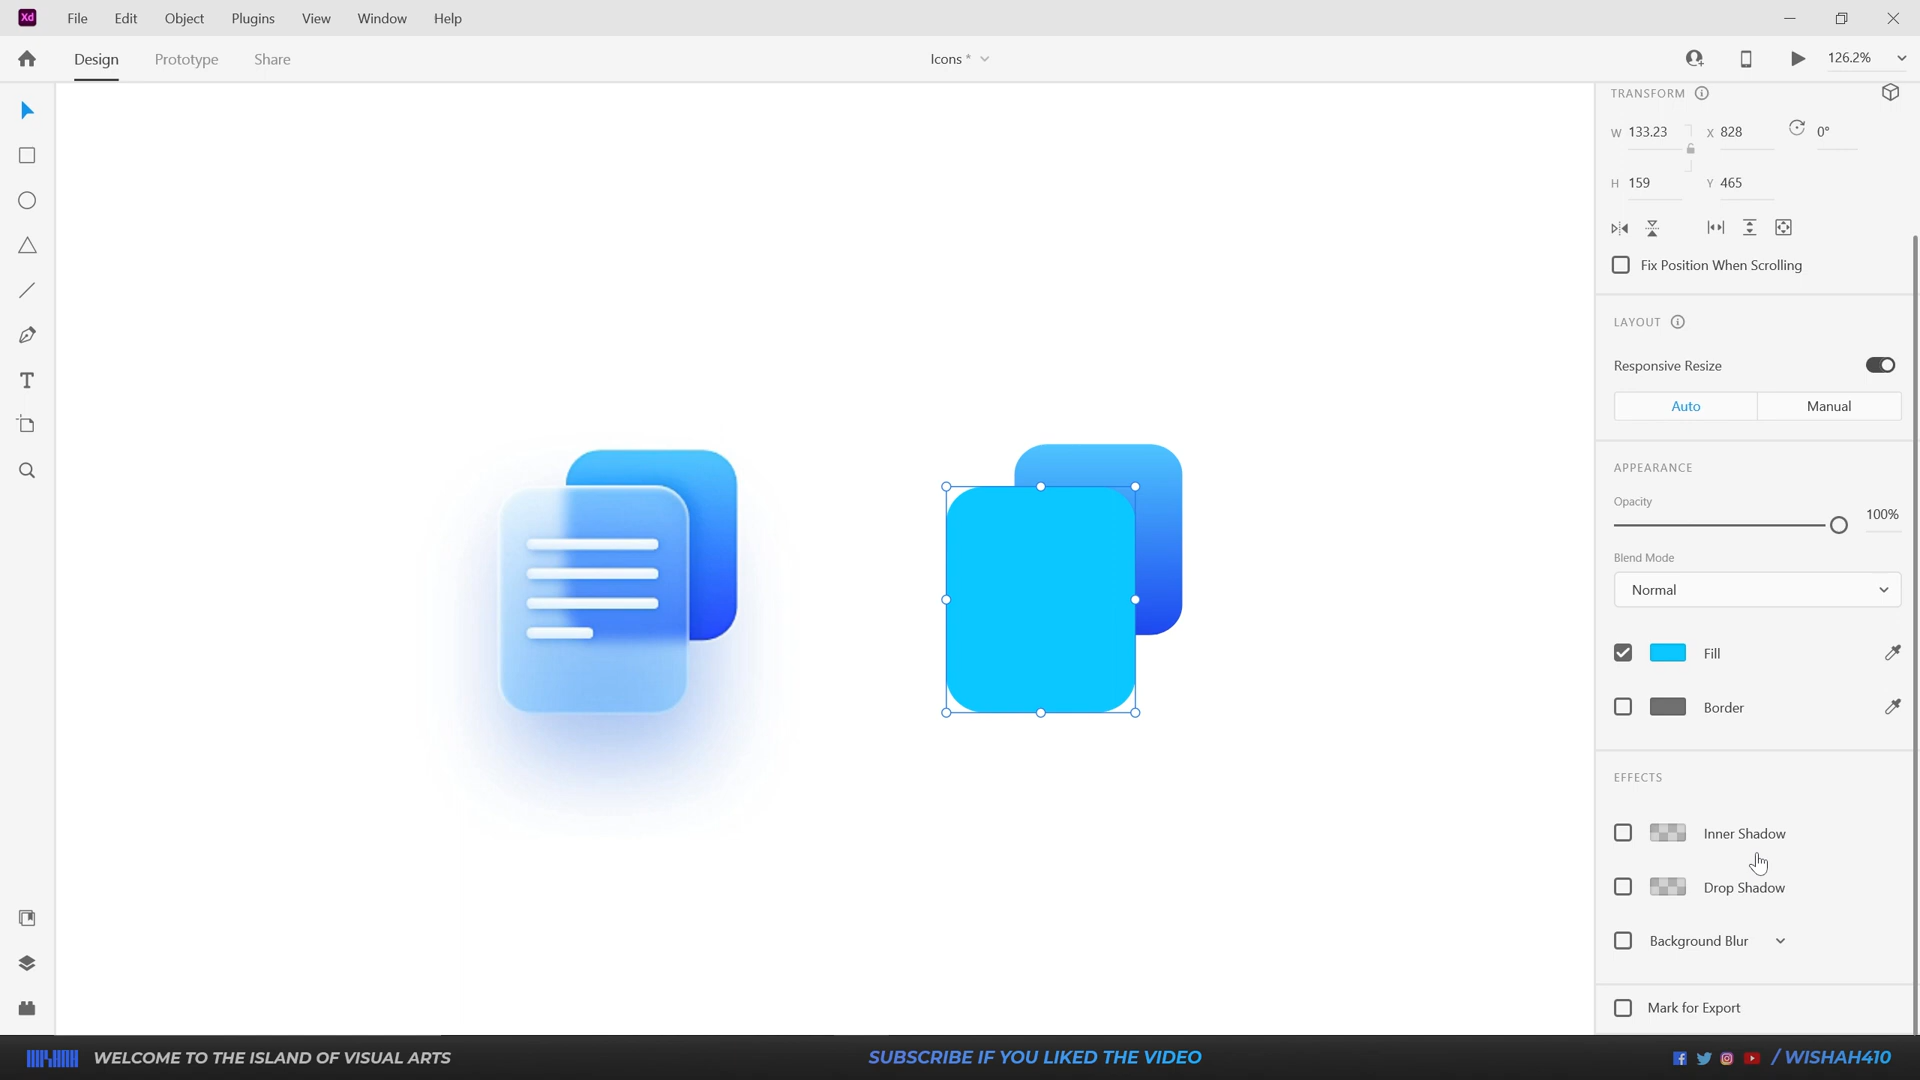 Xd File Edit Object Plugins View Window Help
Design Prototype Share Icons * 126.2%
TRANSFORM
W 133.23 X 828 0°
H 159 Y 465
Fix Position When Scrolling
LAYOUT
Responsive Resize
Auto Manual
APPEARANCE
Opacity
100%
Blend Mode
Normal
Fill
Border
EFFECTS
Inner Shadow
Drop Shadow
Background Blur
Mark for Export
WELCOME TO THE ISLAND OF VISUAL ARTS SUBSCRIBE IF YOU LIKED THE VIDEO / WISHAH410